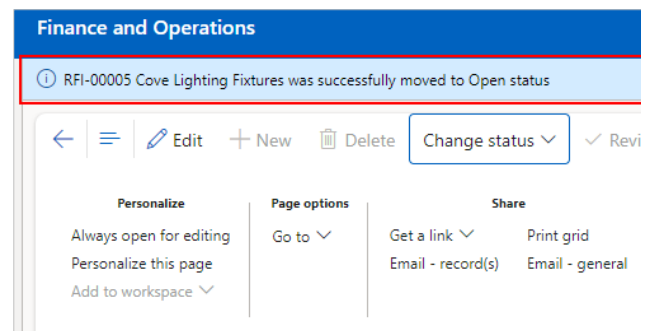 Finance and Operations
RFI-00005 Cove Lighting Fixtures was successfully moved to Open status
Edit New Delete Change status
Personalize Page options Share
Always open for editing Go to Get a link Print grid
Personalize this page Email - record(s) Email - general
Add to workspace